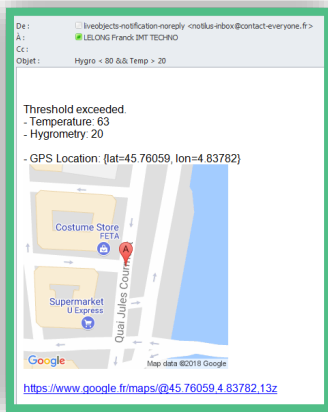 De : liveobjects-notification-noreply <notilus-inbox@contact-everyone.fr>
À : LELONG Franck IMT TECHNO
Cc :
Objet : Hygro < 80 && Temp > 20
Threshold exceeded.
- Temperature: 63
- Hygrometry: 20
- GPS Location: {lat=45.76059, lon=4.83782}
Costume Store
FETA
A
Supermarket
U Express
Quai Jules Courmont
Google
Map data ©2018 Google
https://www.google.fr/maps/@45.76059,4.83782,13z